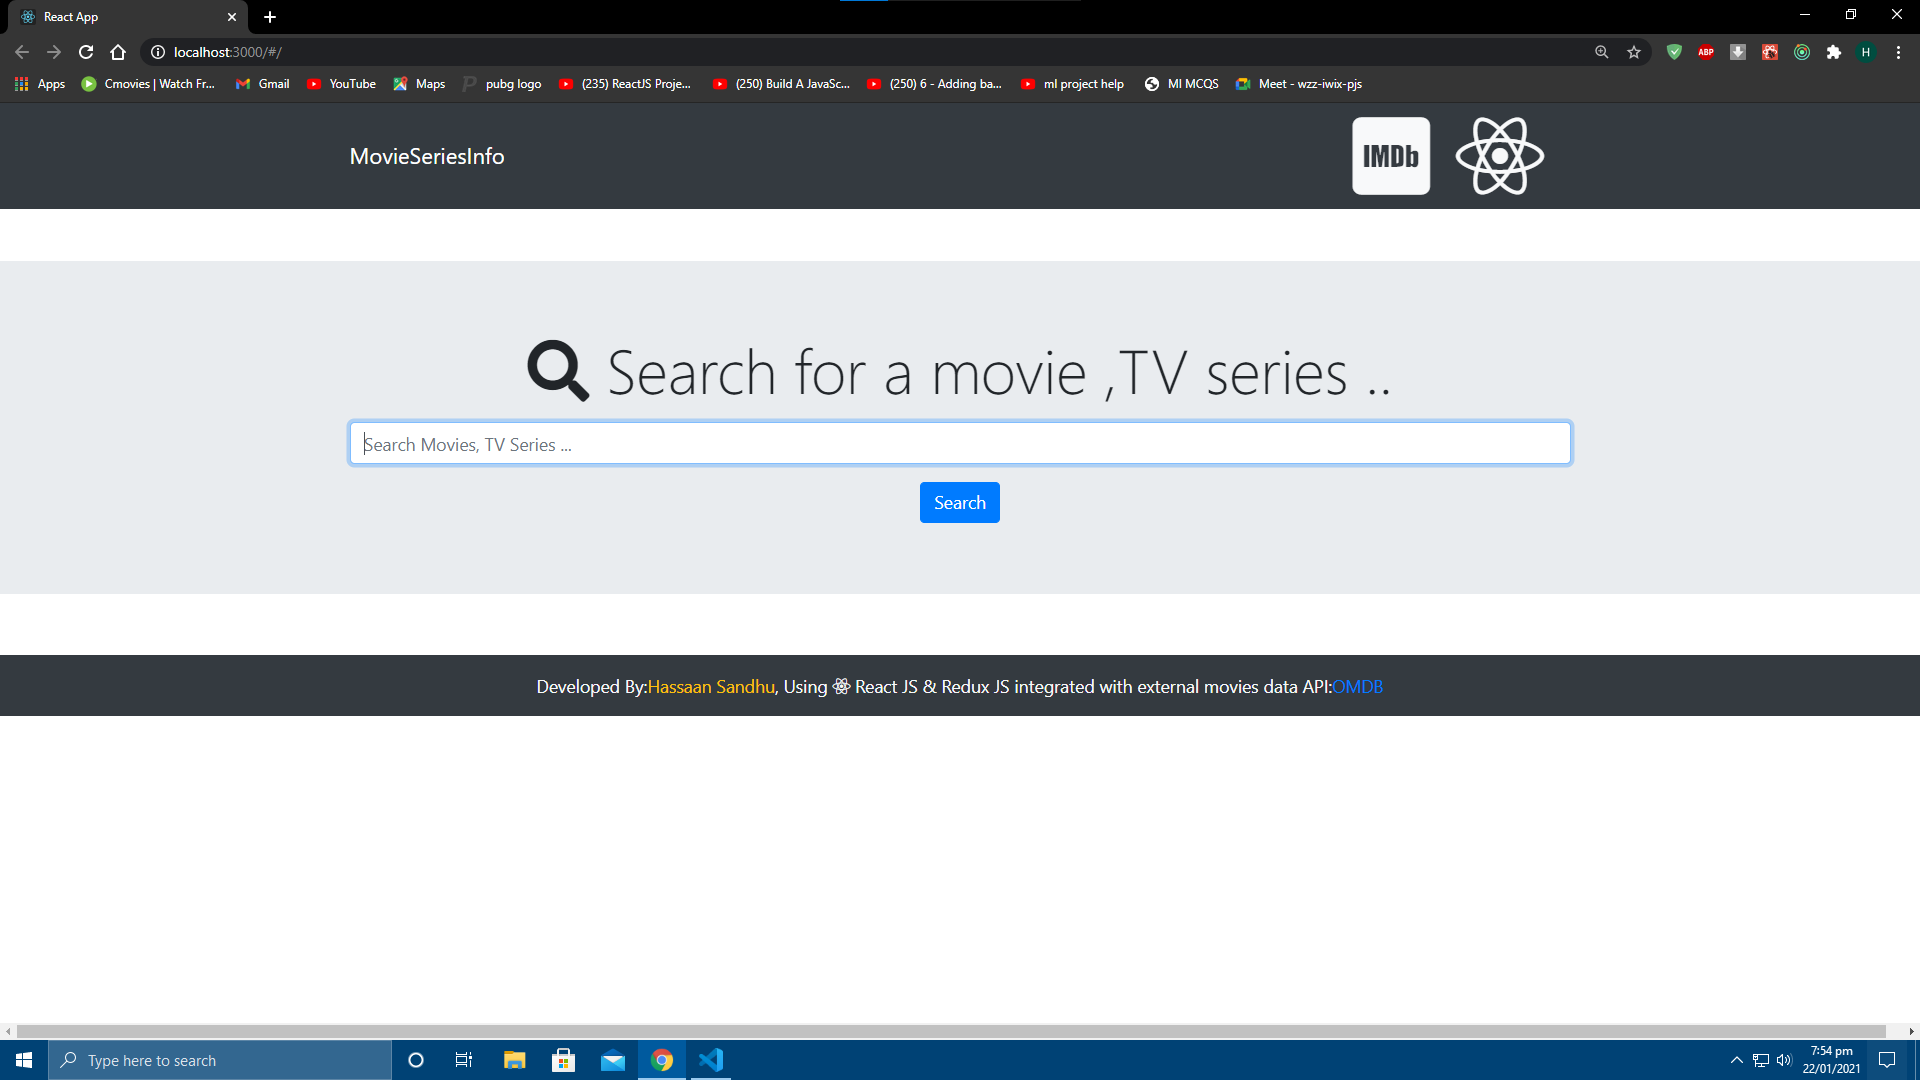 React App
localhost:3000/#/
ABP
H
Apps
Cmovies | Watch Fr...
Gmail
YouTube
Maps
pubg logo
(235) ReactJS Proje...
(250) Build A JavaSc...
(250) 6 - Adding ba...
ml project help
MI MCQS
Meet - wzz-iwix-pjs
MovieSeriesInfo
IMDb
Search for a movie ,TV series ..
Search Movies, TV Series ...
Search
Developed By:Hassaan Sandhu, Using React JS & Redux JS integrated with external movies data API:OMDB
Type here to search
7:54 pm
22/01/2021